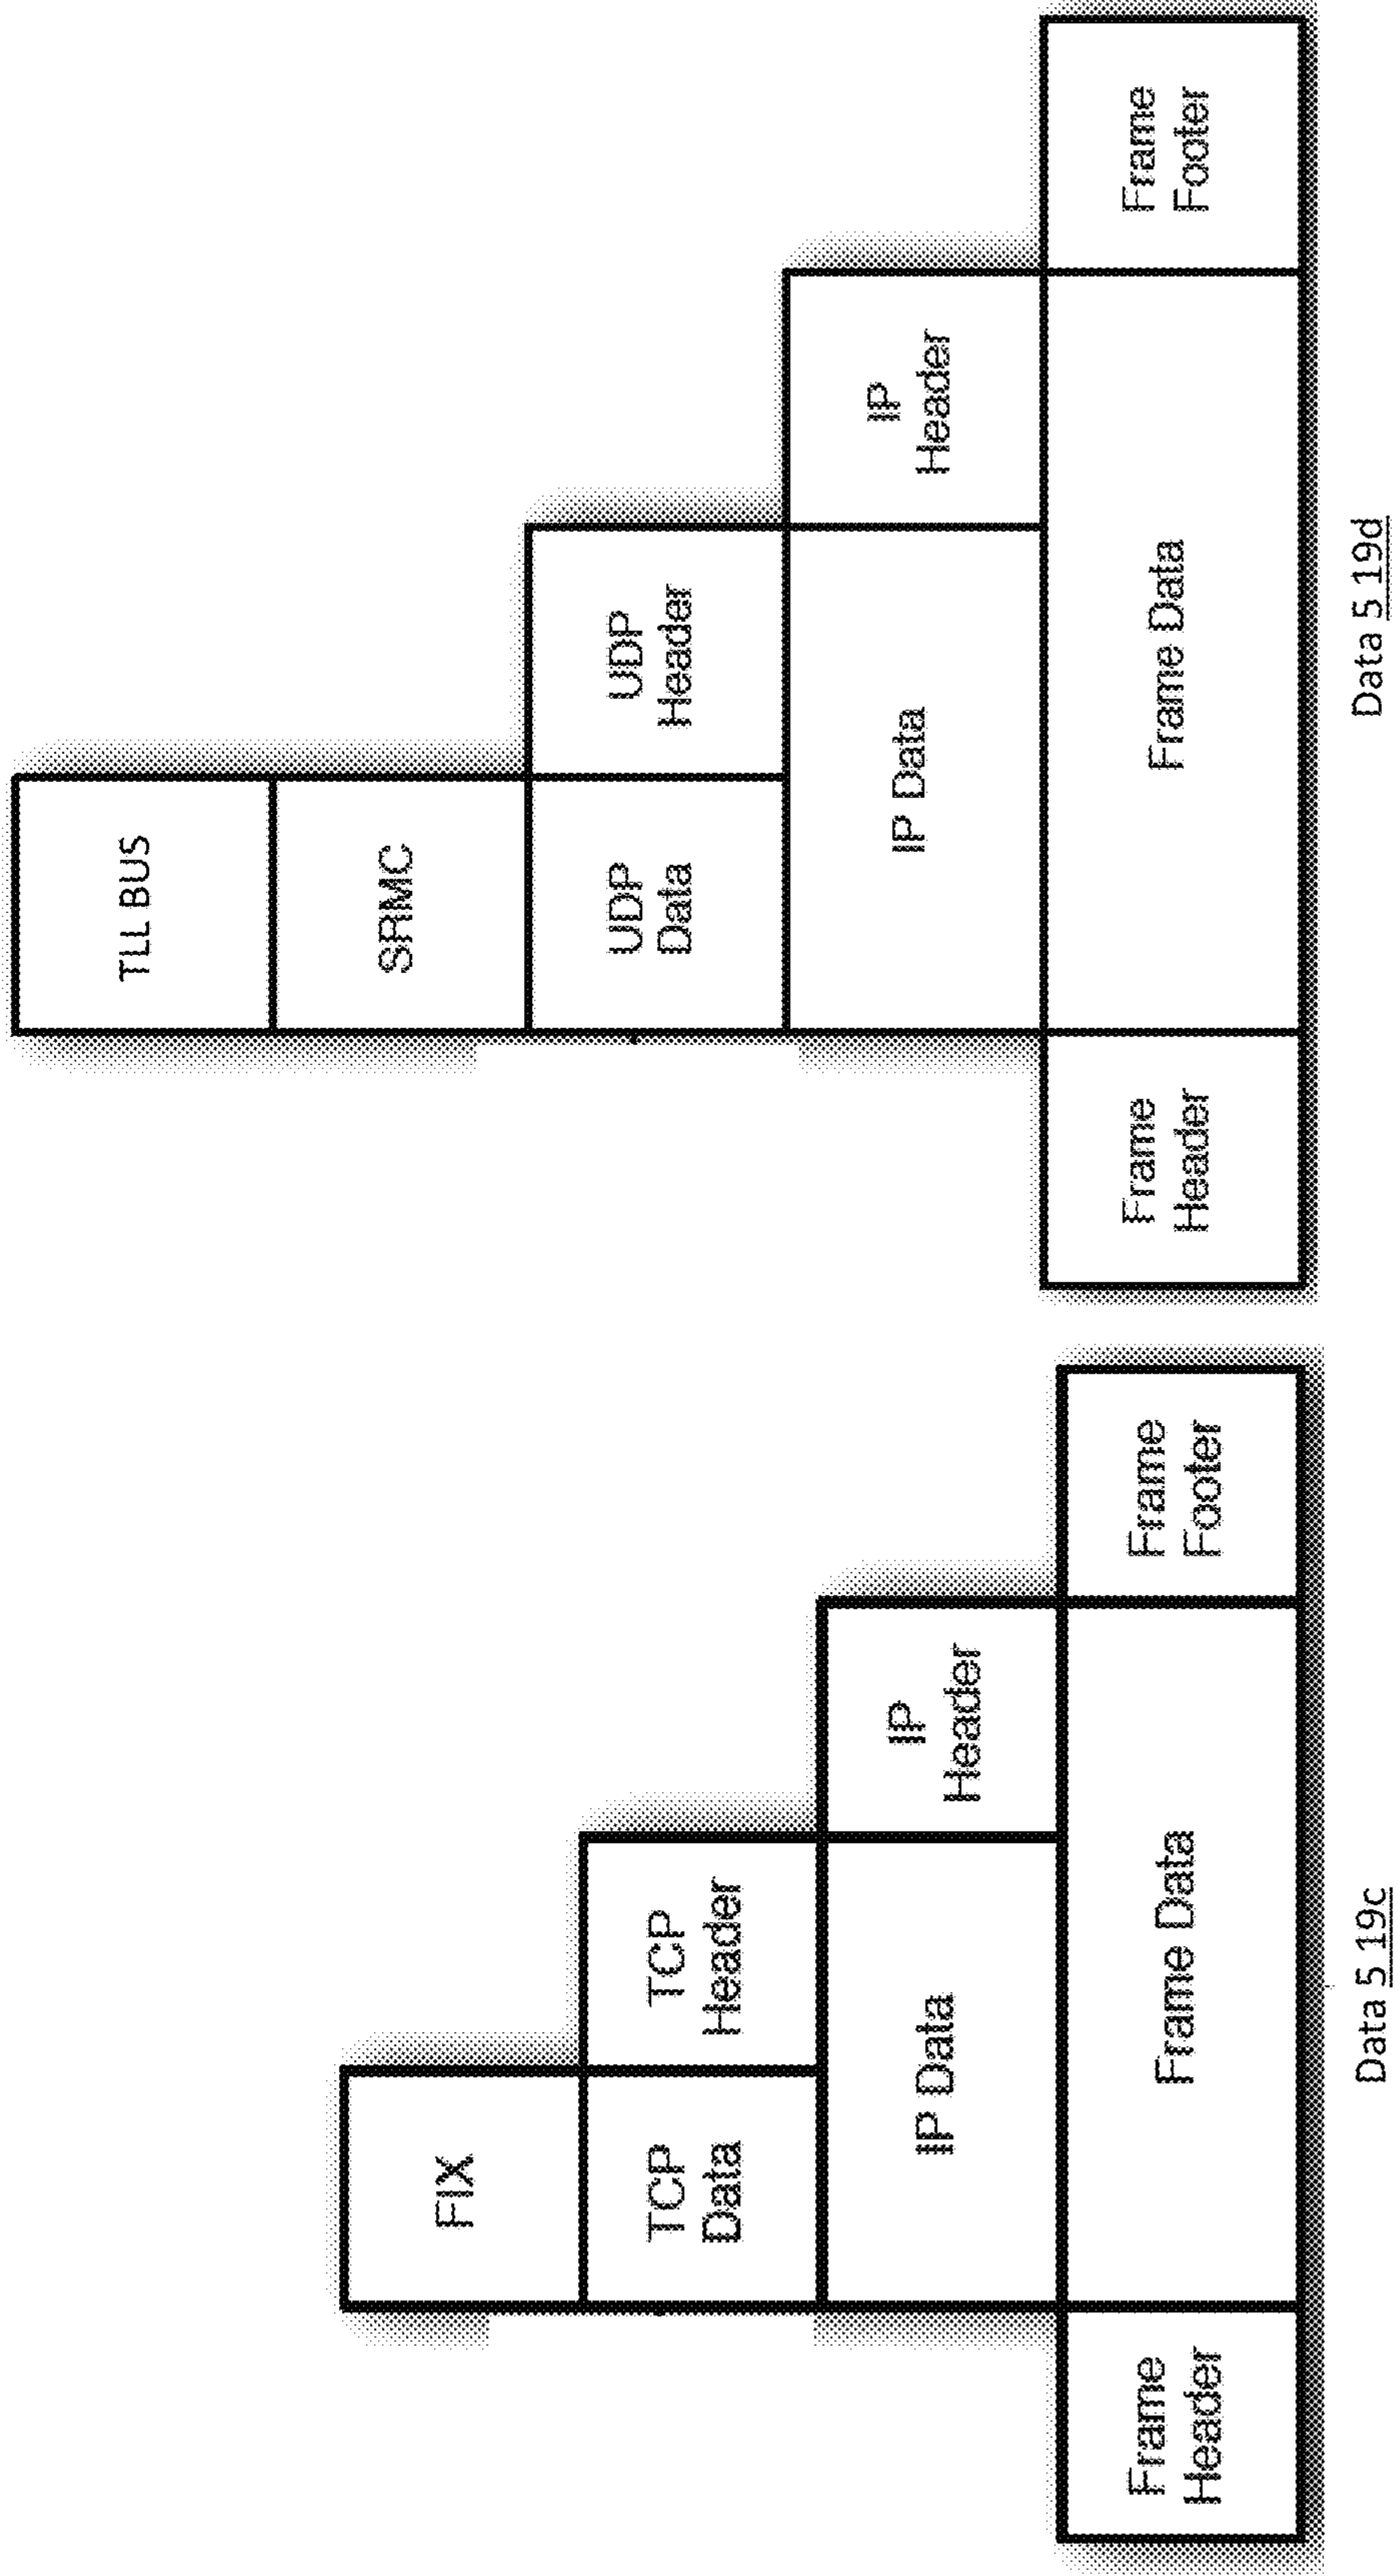 FIX
TCP
Data
TCP
Header
IP Data
IP
Header
Frame
Header
Frame Data
Frame
Footer
Data 5 19c
TLL BUS
SRMC
UDP
Data
UDP
Header
IP Data
IP
Header
Frame
Header
Frame Data
Frame
Footer
Data 5 19d